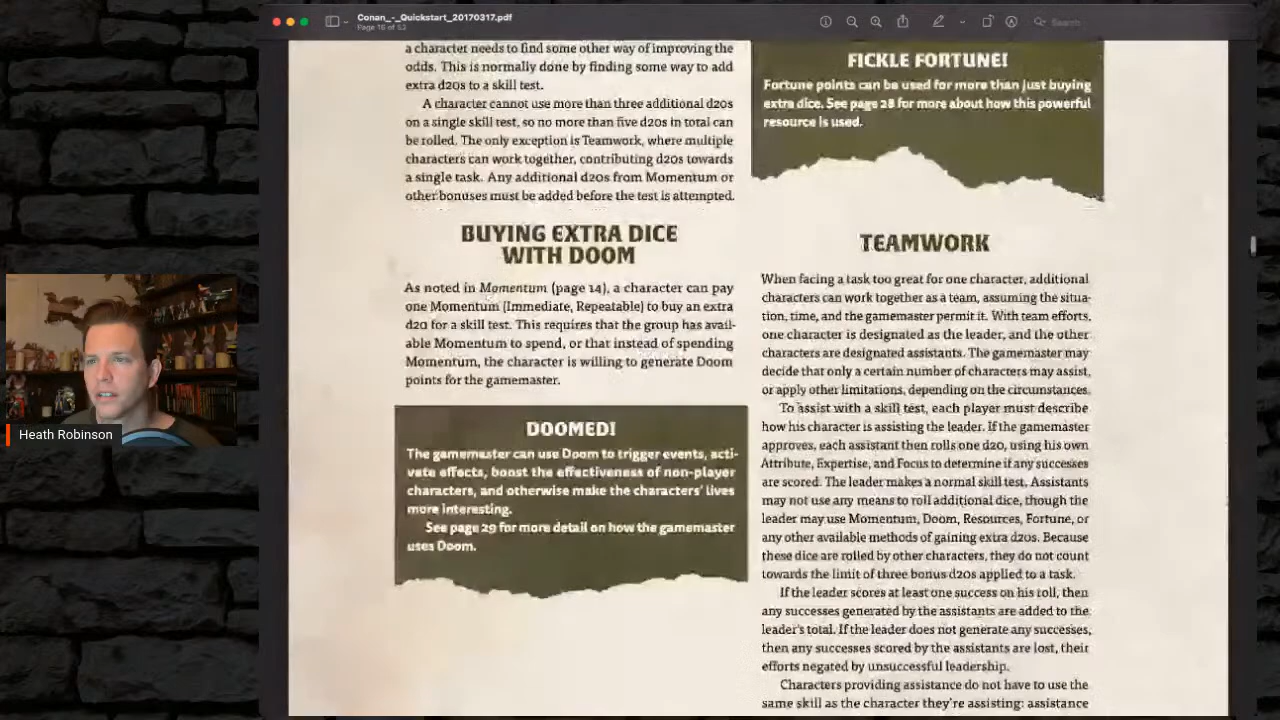 Conan_-_Quickstart_20170317.pdf
Page 16 of 52
Search
a character needs to find some other way of improving the
odds. This is normally done by finding some way to add
extra d20s to a skill test.
A character cannot use more than three additional d20s
on a single skill test, so no more than five d20s in total can
be rolled. The only exception is Teamwork, where multiple
characters can work together, contributing d20s towards
a single task. Any additional d20s from Momentum or
other bonuses must be added before the test is attempted.
BUYING EXTRA DICE
WITH DOOM
As noted in Momentum (page 14), a character can pay
one Momentum (Immediate, Repeatable) to buy an extra
d20 for a skill test. This requires that the group has avail-
able Momentum to spend, or that instead of spending
Momentum, the character is willing to generate Doom
points for the gamemaster.
DOOMED!
The gamemaster can use Doom to trigger events, acti-
vate effects, boost the effectiveness of non-player
characters, and otherwise make the characters' lives
more interesting.
See page 29 for more detail on how the gamemaster
uses Doom.
FICKLE FORTUNE!
Fortune points can be used for more than just buying
extra dice. See page 28 for more about how this powerful
resource is used.
TEAMWORK
When facing a task too great for one character, additional
characters can work together as a team, assuming the situa-
tion, time, and the gamemaster permit it. With team efforts,
one character is designated as the leader, and the other
characters are designated assistants. The gamemaster may
decide that only a certain number of characters may assist,
or apply other limitations, depending on the circumstances.
To assist with a skill test, each player must describe
how his character is assisting the leader. If the gamemaster
approves, each assistant then rolls one d20, using his own
Attribute, Expertise, and Focus to determine if any successes
are scored. The leader makes a normal skill test. Assistants
may not use any means to roll additional dice, though the
leader may use Momentum, Doom, Resources, Fortune, or
any other available methods of gaining extra d20s. Because
these dice are rolled by other characters, they do not count
towards the limit of three bonus d20s applied to a task.
If the leader scores at least one success on his roll, then
any successes generated by the assistants are added to the
leader's total. If the leader does not generate any successes,
then any successes scored by the assistants are lost, their
efforts negated by unsuccessful leadership.
Characters providing assistance do not have to use the
same skill as the character they're assisting: assistance
Heath Robinson